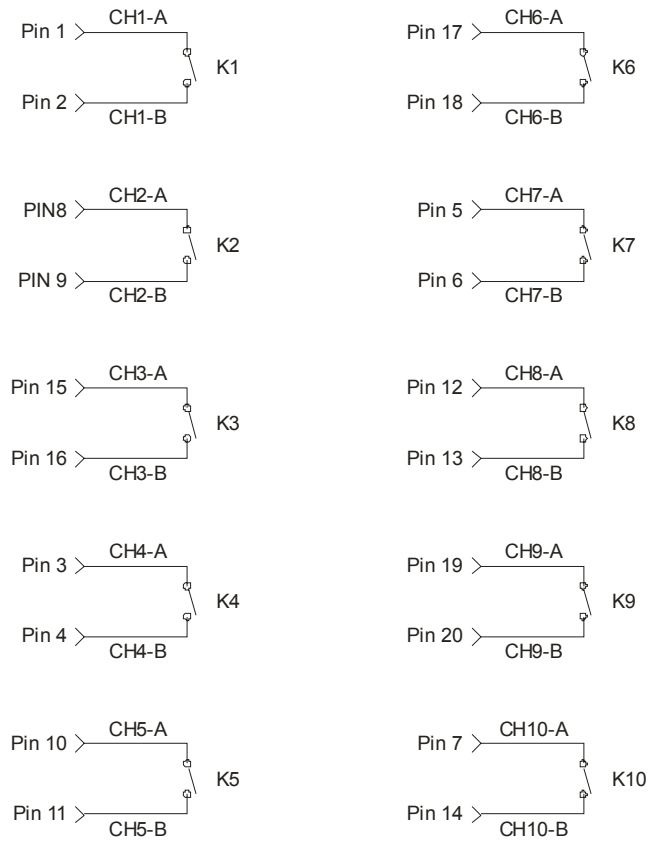 CH1-A
Pin 1
K1
Pin 2
CH1-B
CH2-A
PIN8
K2
PIN 9
CH2-B
CH3-A
Pin 15
K3
Pin 16
CH3-B
CH4-A
Pin 3
K4
Pin 4
CH4-B
CH5-A
Pin 10
K5
Pin 11
CH5-B
CH6-A
Pin 17
K6
Pin 18
CH6-B
CH7-A
Pin 5
K7
Pin 6
CH7-B
CH8-A
Pin 12
K8
Pin 13
CH8-B
CH9-A
Pin 19
K9
Pin 20
CH9-B
CH10-A
Pin 7
K10
Pin 14
CH10-B